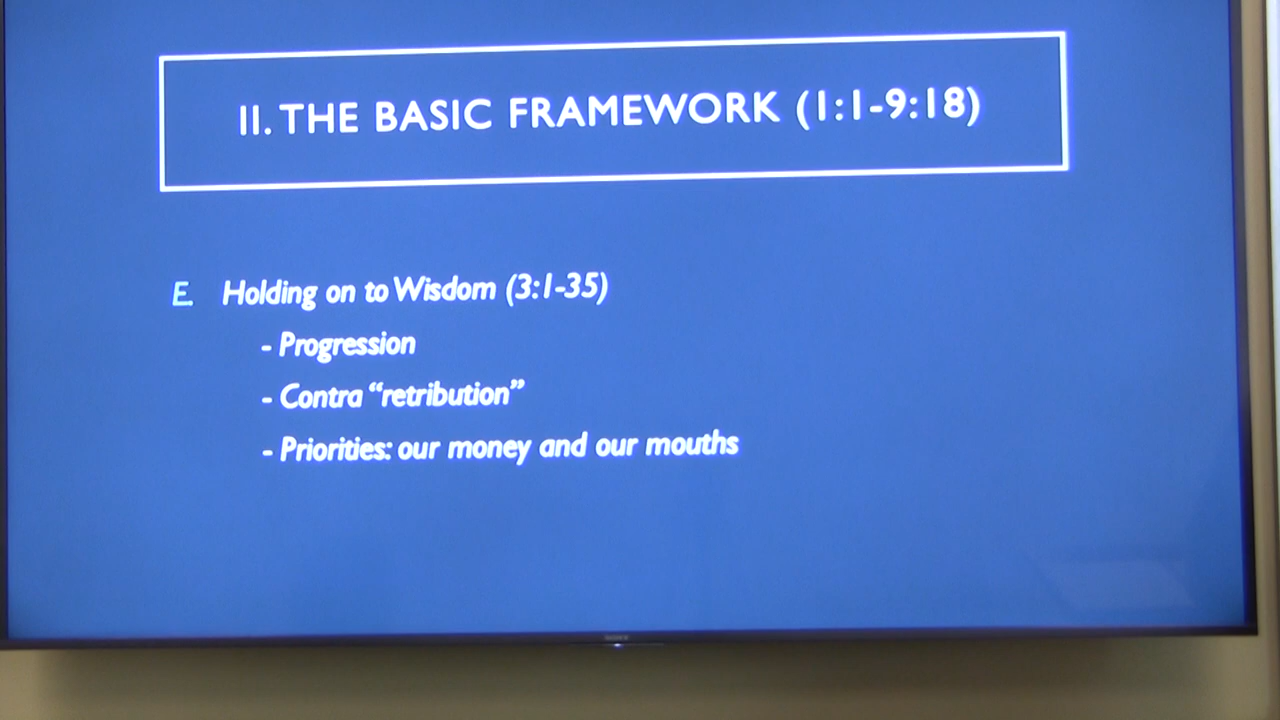 II. THE BASIC FRAMEWORK (1:1-9:18)
E. Holding on to Wisdom (3:1-35)
- Progression
- Contra “retribution”
- Priorities: our money and our mouths
SONY